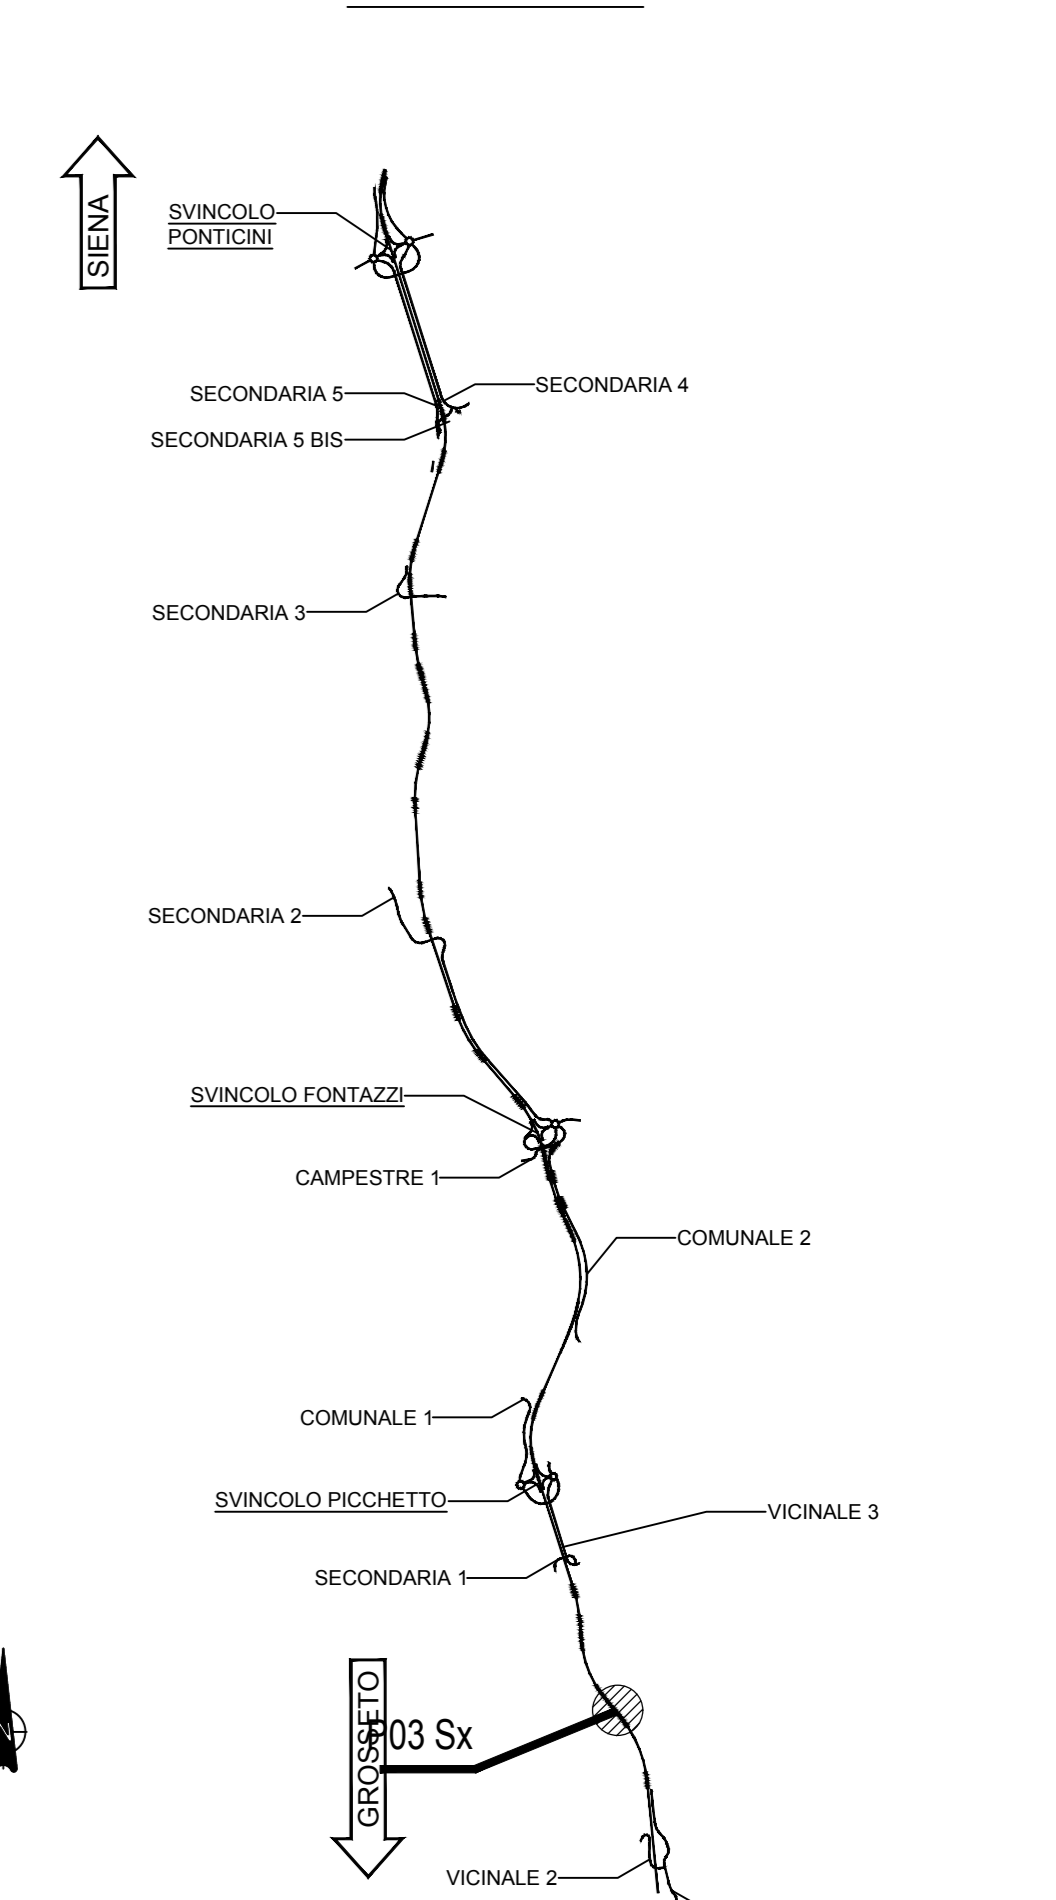 SIENA
SVINCOLO
PONTICINI
SECONDARIA 4
SECONDARIA 5
SECONDARIA 5 BIS
SECONDARIA 3
SECONDARIA 2
SVINCOLO FONTAZZI
CAMPESTRE 1
COMUNALE 2
COMUNALE 1
SVINCOLO PICCHETTO
VICINALE 3
SECONDARIA 1
GROSSETO
Sx
VICINALE 2